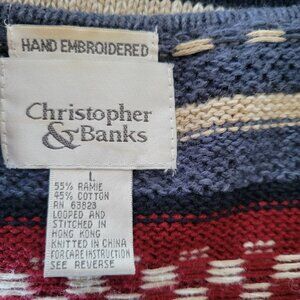 HAND EMBROIDERED
Christopher
& Banks
L
55% RAMIE
45% COTTON
RN 63823
LOOPED AND
STITCHED IN
HONG KONG
KNITTED IN CHINA
FOR CARE INSTRUCTION
SEE REVERSE